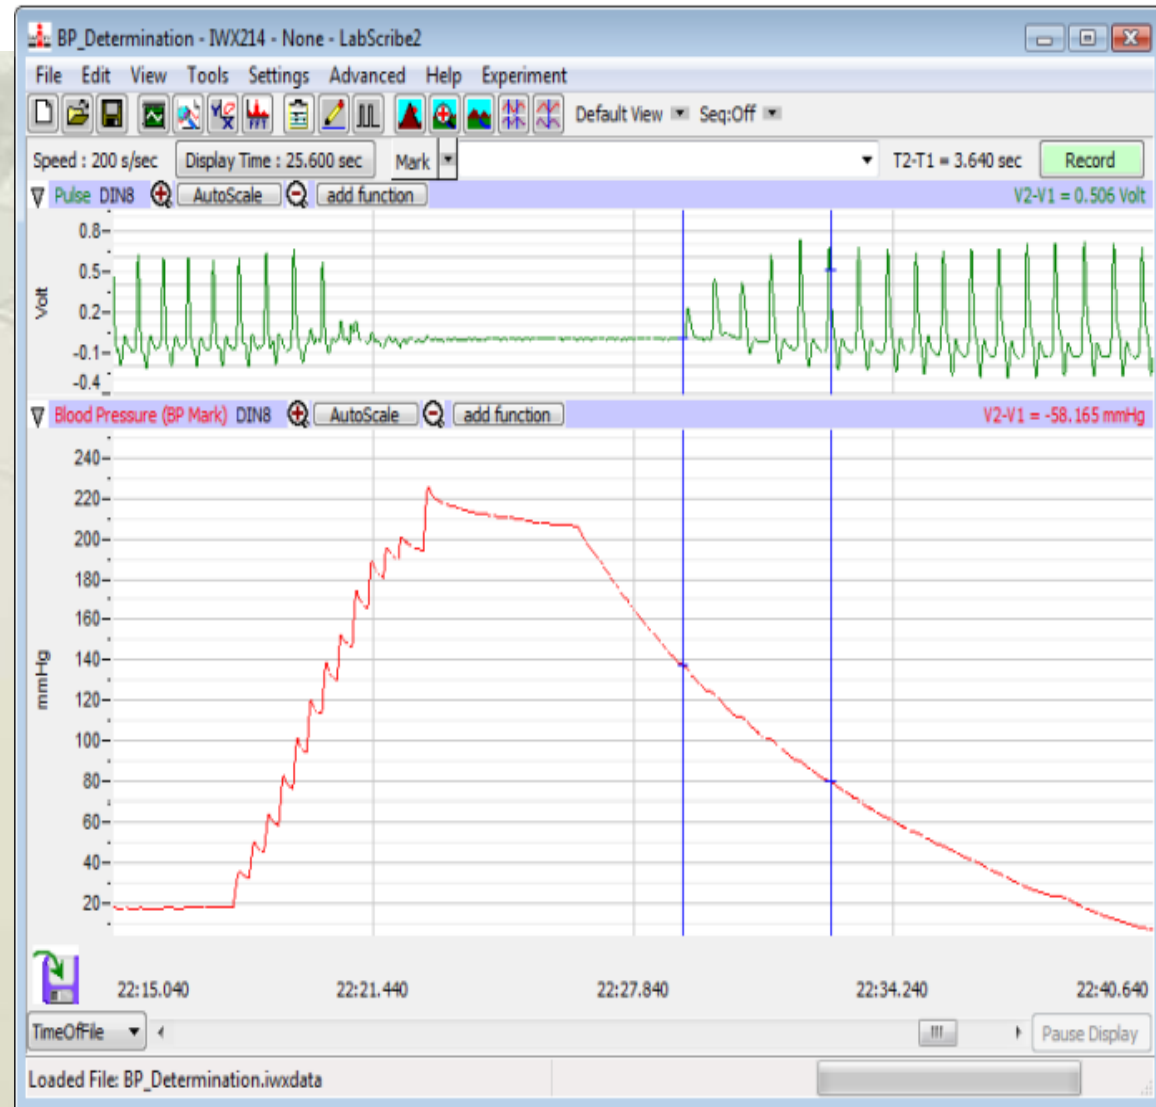 BP_Determination - IWX214 - None - LabScribe2
File Edit View Tools Settings Advanced Help Experiment
Default View Seq:Off
Speed : 200 s/sec Display Time : 25.600 sec Mark T2-T1 = 3.640 sec Record
Pulse DIN8 AutoScale add function V2-V1 = 0.506 Volt
0.8
0.5
Volt
0.2
-0.1
-0.4
Blood Pressure (BP Mark) DIN8 AutoScale add function V2-V1 = -58.165 mmHg
240
220
200
180
160
140
mmHg
120
100
80
60
40
20
22:15.040 22:21.440 22:27.840 22:34.240 22:40.640
TimeOfFile Pause Display
Loaded File: BP_Determination.iwxdata